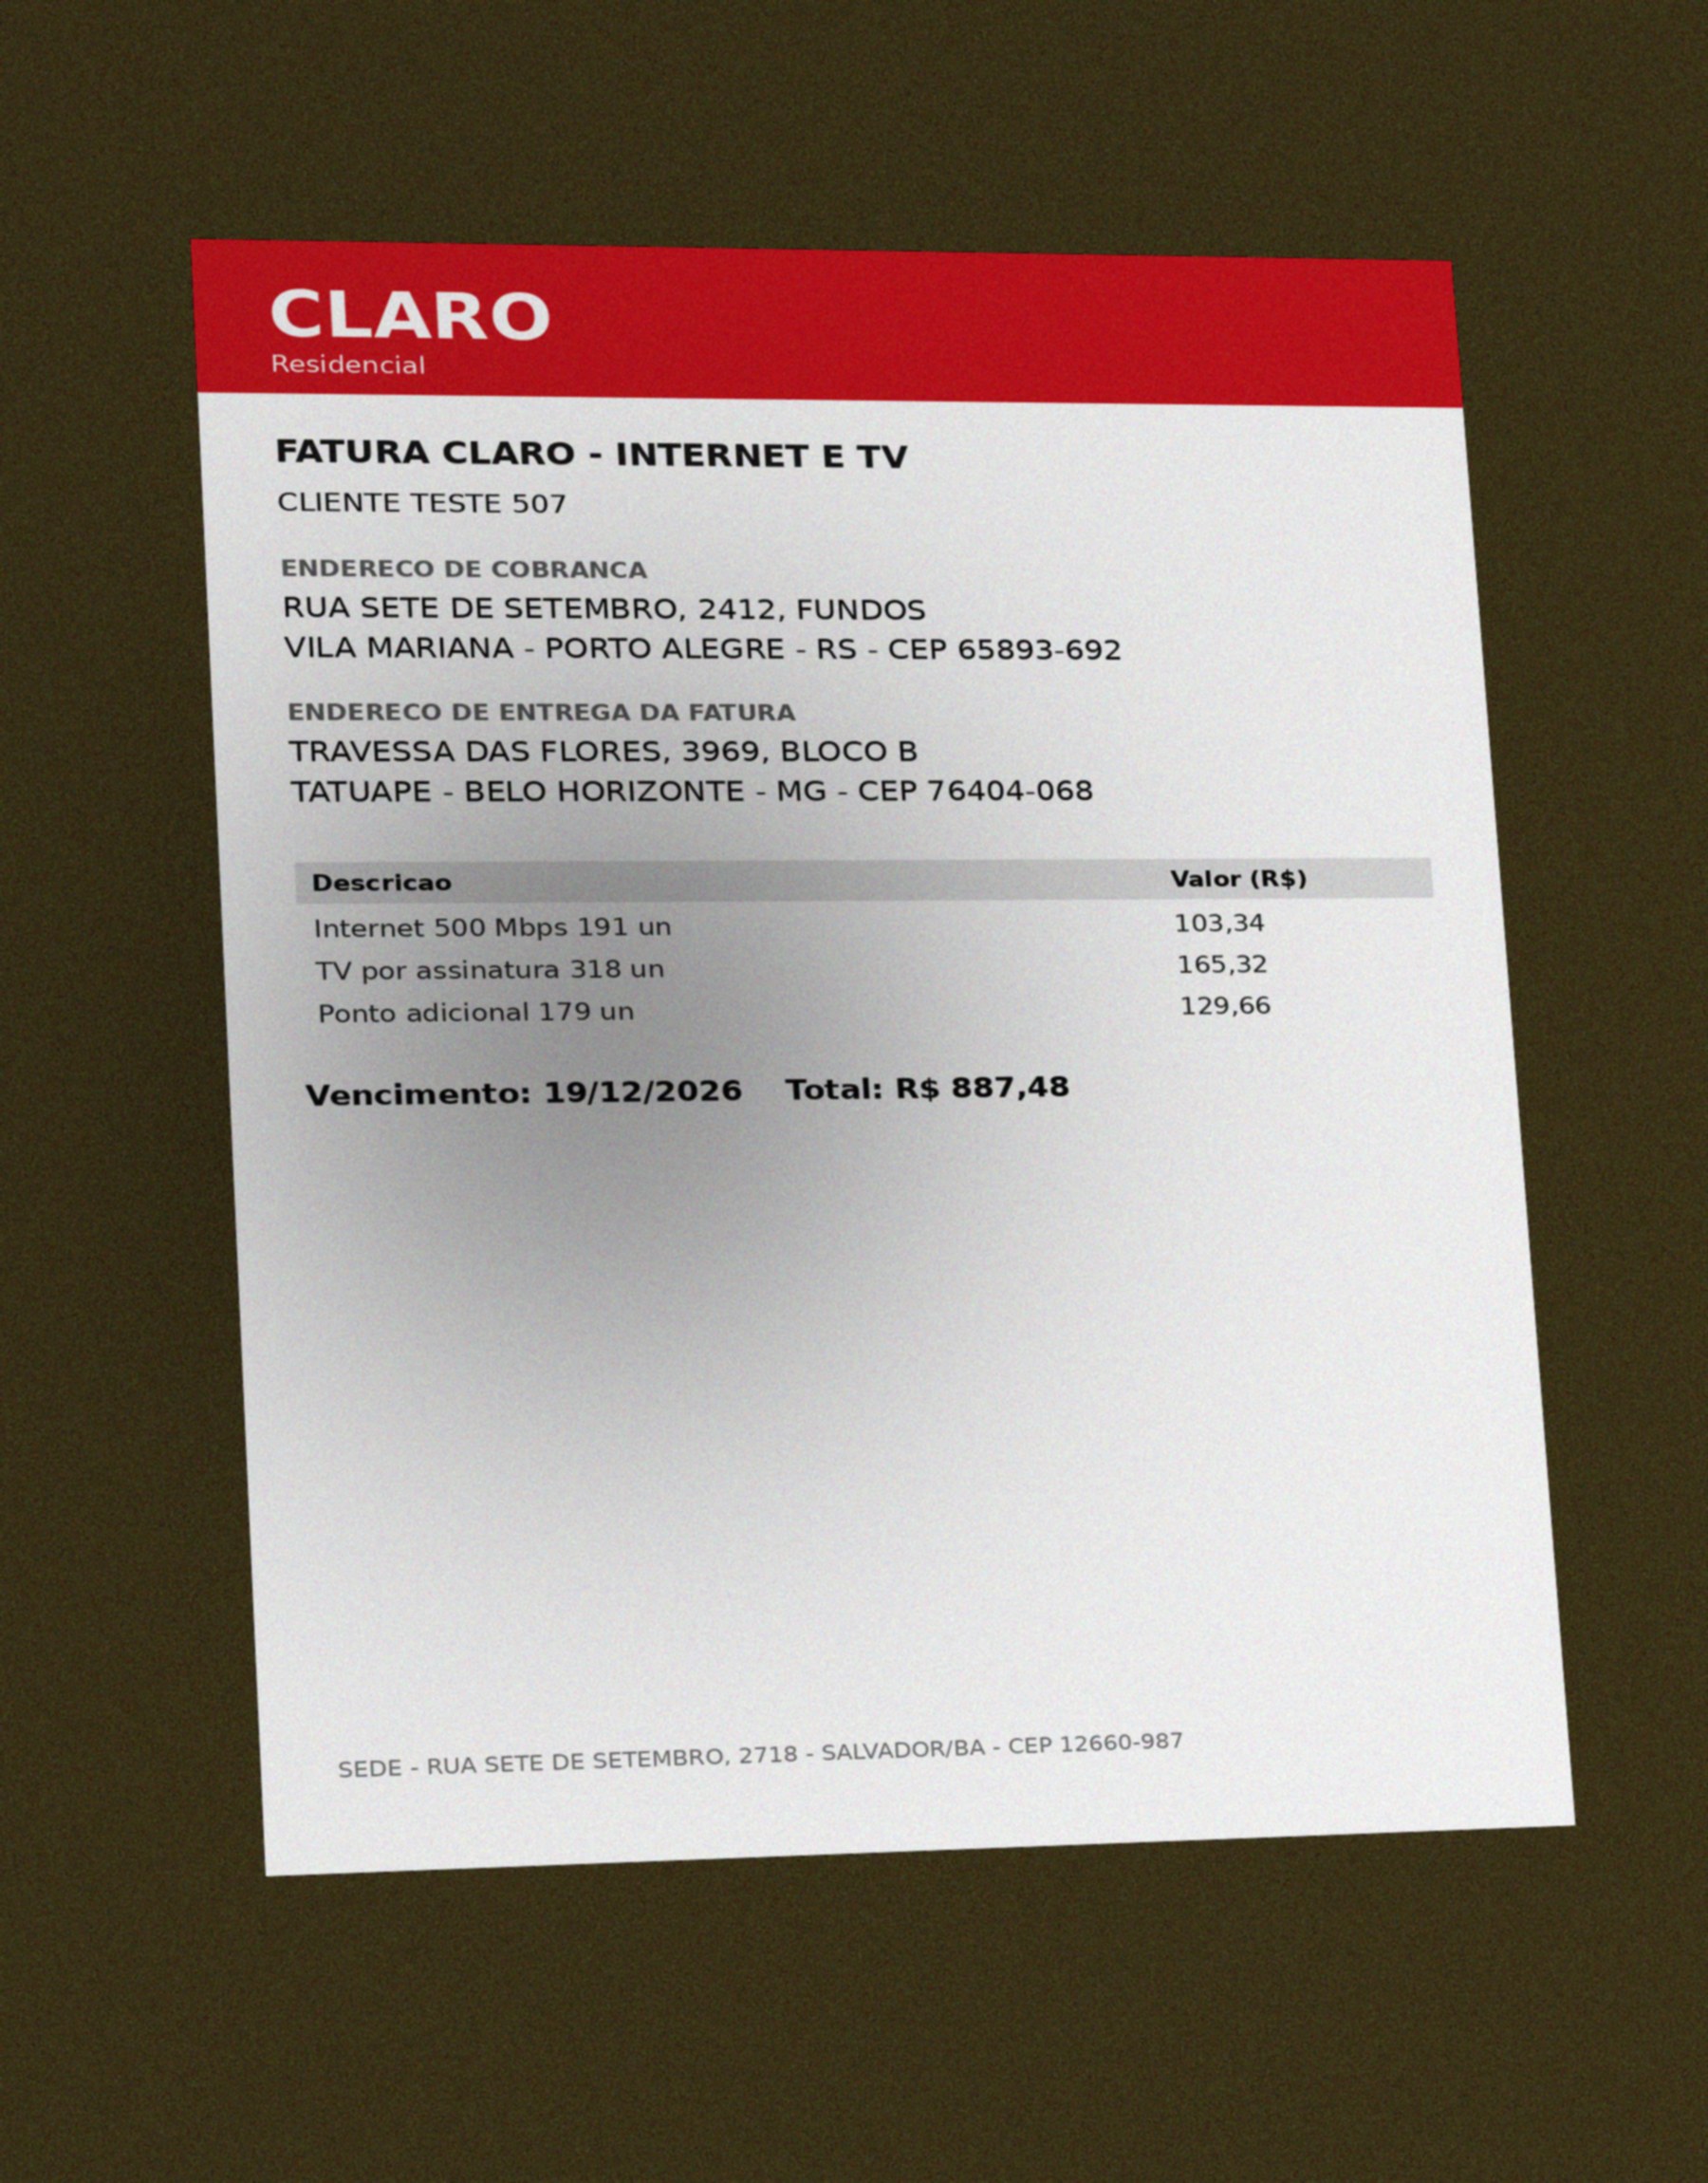 CLARO
Residencial
FATURA CLARO - INTERNET E TV
CLIENTE TESTE 507
ENDERECO DE COBRANCA
RUA SETE DE SETEMBRO, 2412, FUNDOS
VILA MARIANA - PORTO ALEGRE - RS - CEP 65893-692
ENDERECO DE ENTREGA DA FATURA
TRAVESSA DAS FLORES, 3969, BLOCO B
TATUAPE - BELO HORIZONTE - MG - CEP 76404-068
Descricao Valor (R$)
Internet 500 Mbps 191 un 103,34
TV por assinatura 318 un 165,32
Ponto adicional 179 un 129,66
Vencimento: 19/12/2026 Total: R$ 887,48
SEDE - RUA SETE DE SETEMBRO, 2718 - SALVADOR/BA - CEP 12660-987